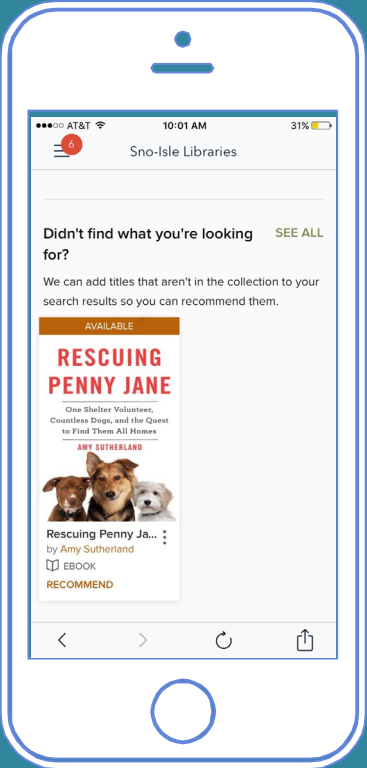 AT&T 10:01 AM 31%
6
Sno-Isle Libraries
Didn't find what you're looking SEE ALL
for?
We can add titles that aren't in the collection to your
search results so you can recommend them.
AVAILABLE
RESCUING
PENNY JANE
One Shelter Volunteer,
Countless Dogs, and the Quest
to Find Them All Homes
AMY SUTHERLAND
Rescuing Penny Ja...
by Amy Sutherland
EBOOK
RECOMMEND